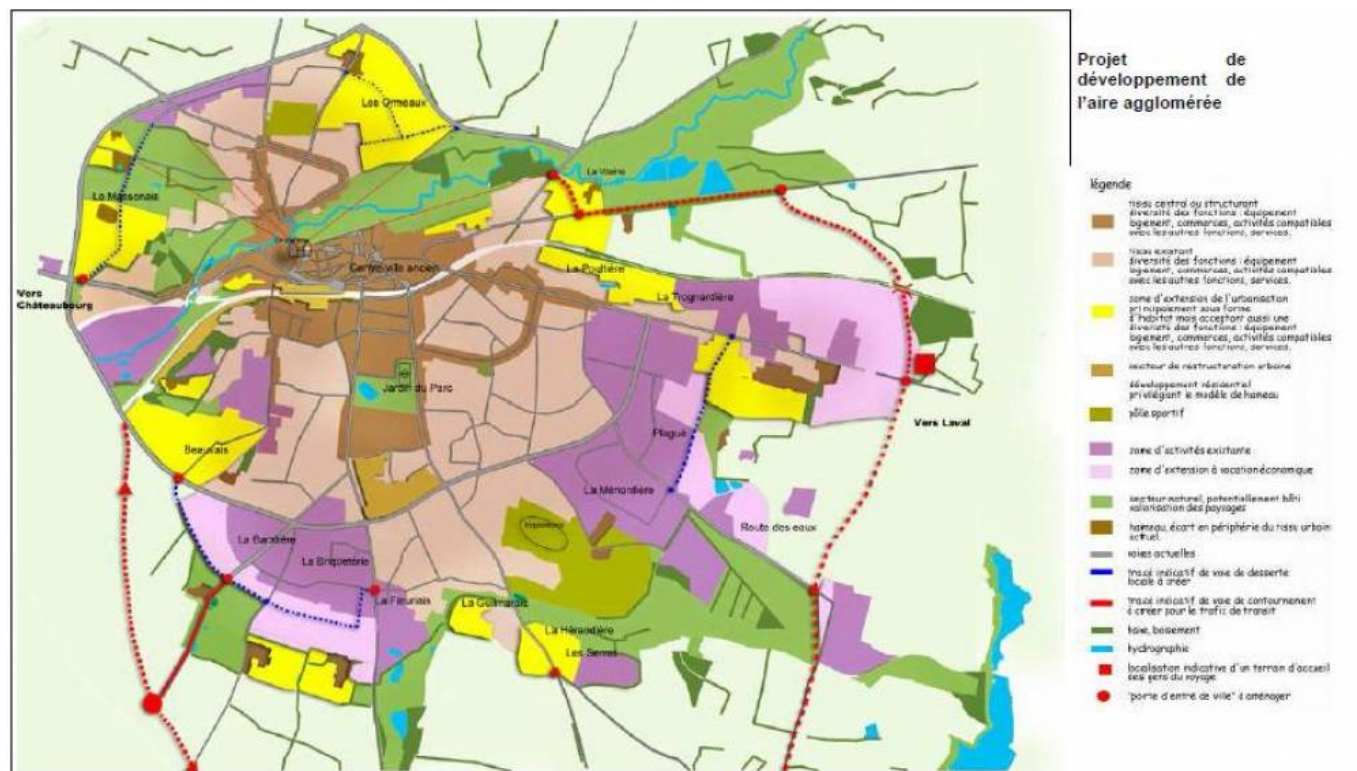 Projet de
développement de
l'aire agglomérée
Les Ormeaux
La Massonais
La Vilaine
Centre-ville ancien
La Poultière
La Trognardière
Vers
Châteaubourg
Jardin du Parc
Vers Laval
Beauvais
Plague
La Ménardière
Route des eaux
La Baratière
La Briqueterie
La Fleuriais
La Guilmarais
La Hérandière
Les Serres
Hippodrome
légende
tissu central ou structurant
diversité des fonctions : équipement
logement, commerces, activités compatibles
avec les autres fonctions, services.
tissu existant
diversité des fonctions : équipement
logement, commerces, activités compatibles
avec les autres fonctions, services.
zone d'extension de l'urbanisation
principalement sous forme
d'habitat mais acceptant aussi une
diversité des fonctions : équipement
logement, commerces, activités compatibles
avec les autres fonctions, services.
secteur de restructuration urbaine
développement résidentiel
privilégiant le modèle de hameau
pôle sportif
zone d'activités existante
zone d'extension à vocation économique
secteur naturel, potentiellement bâti
valorisation des paysages
hameau, écart en périphérie du tissu urbain
actuel
voies actuelles
tracé indicatif de voie de desserte
locale à créer
tracé indicatif de voie de contournement
à créer pour le trafic de transit
haie, boisement
hydrographie
localisation indicative d'un terrain d'accueil
des gens du voyage
"porte d'entré de ville" à aménager